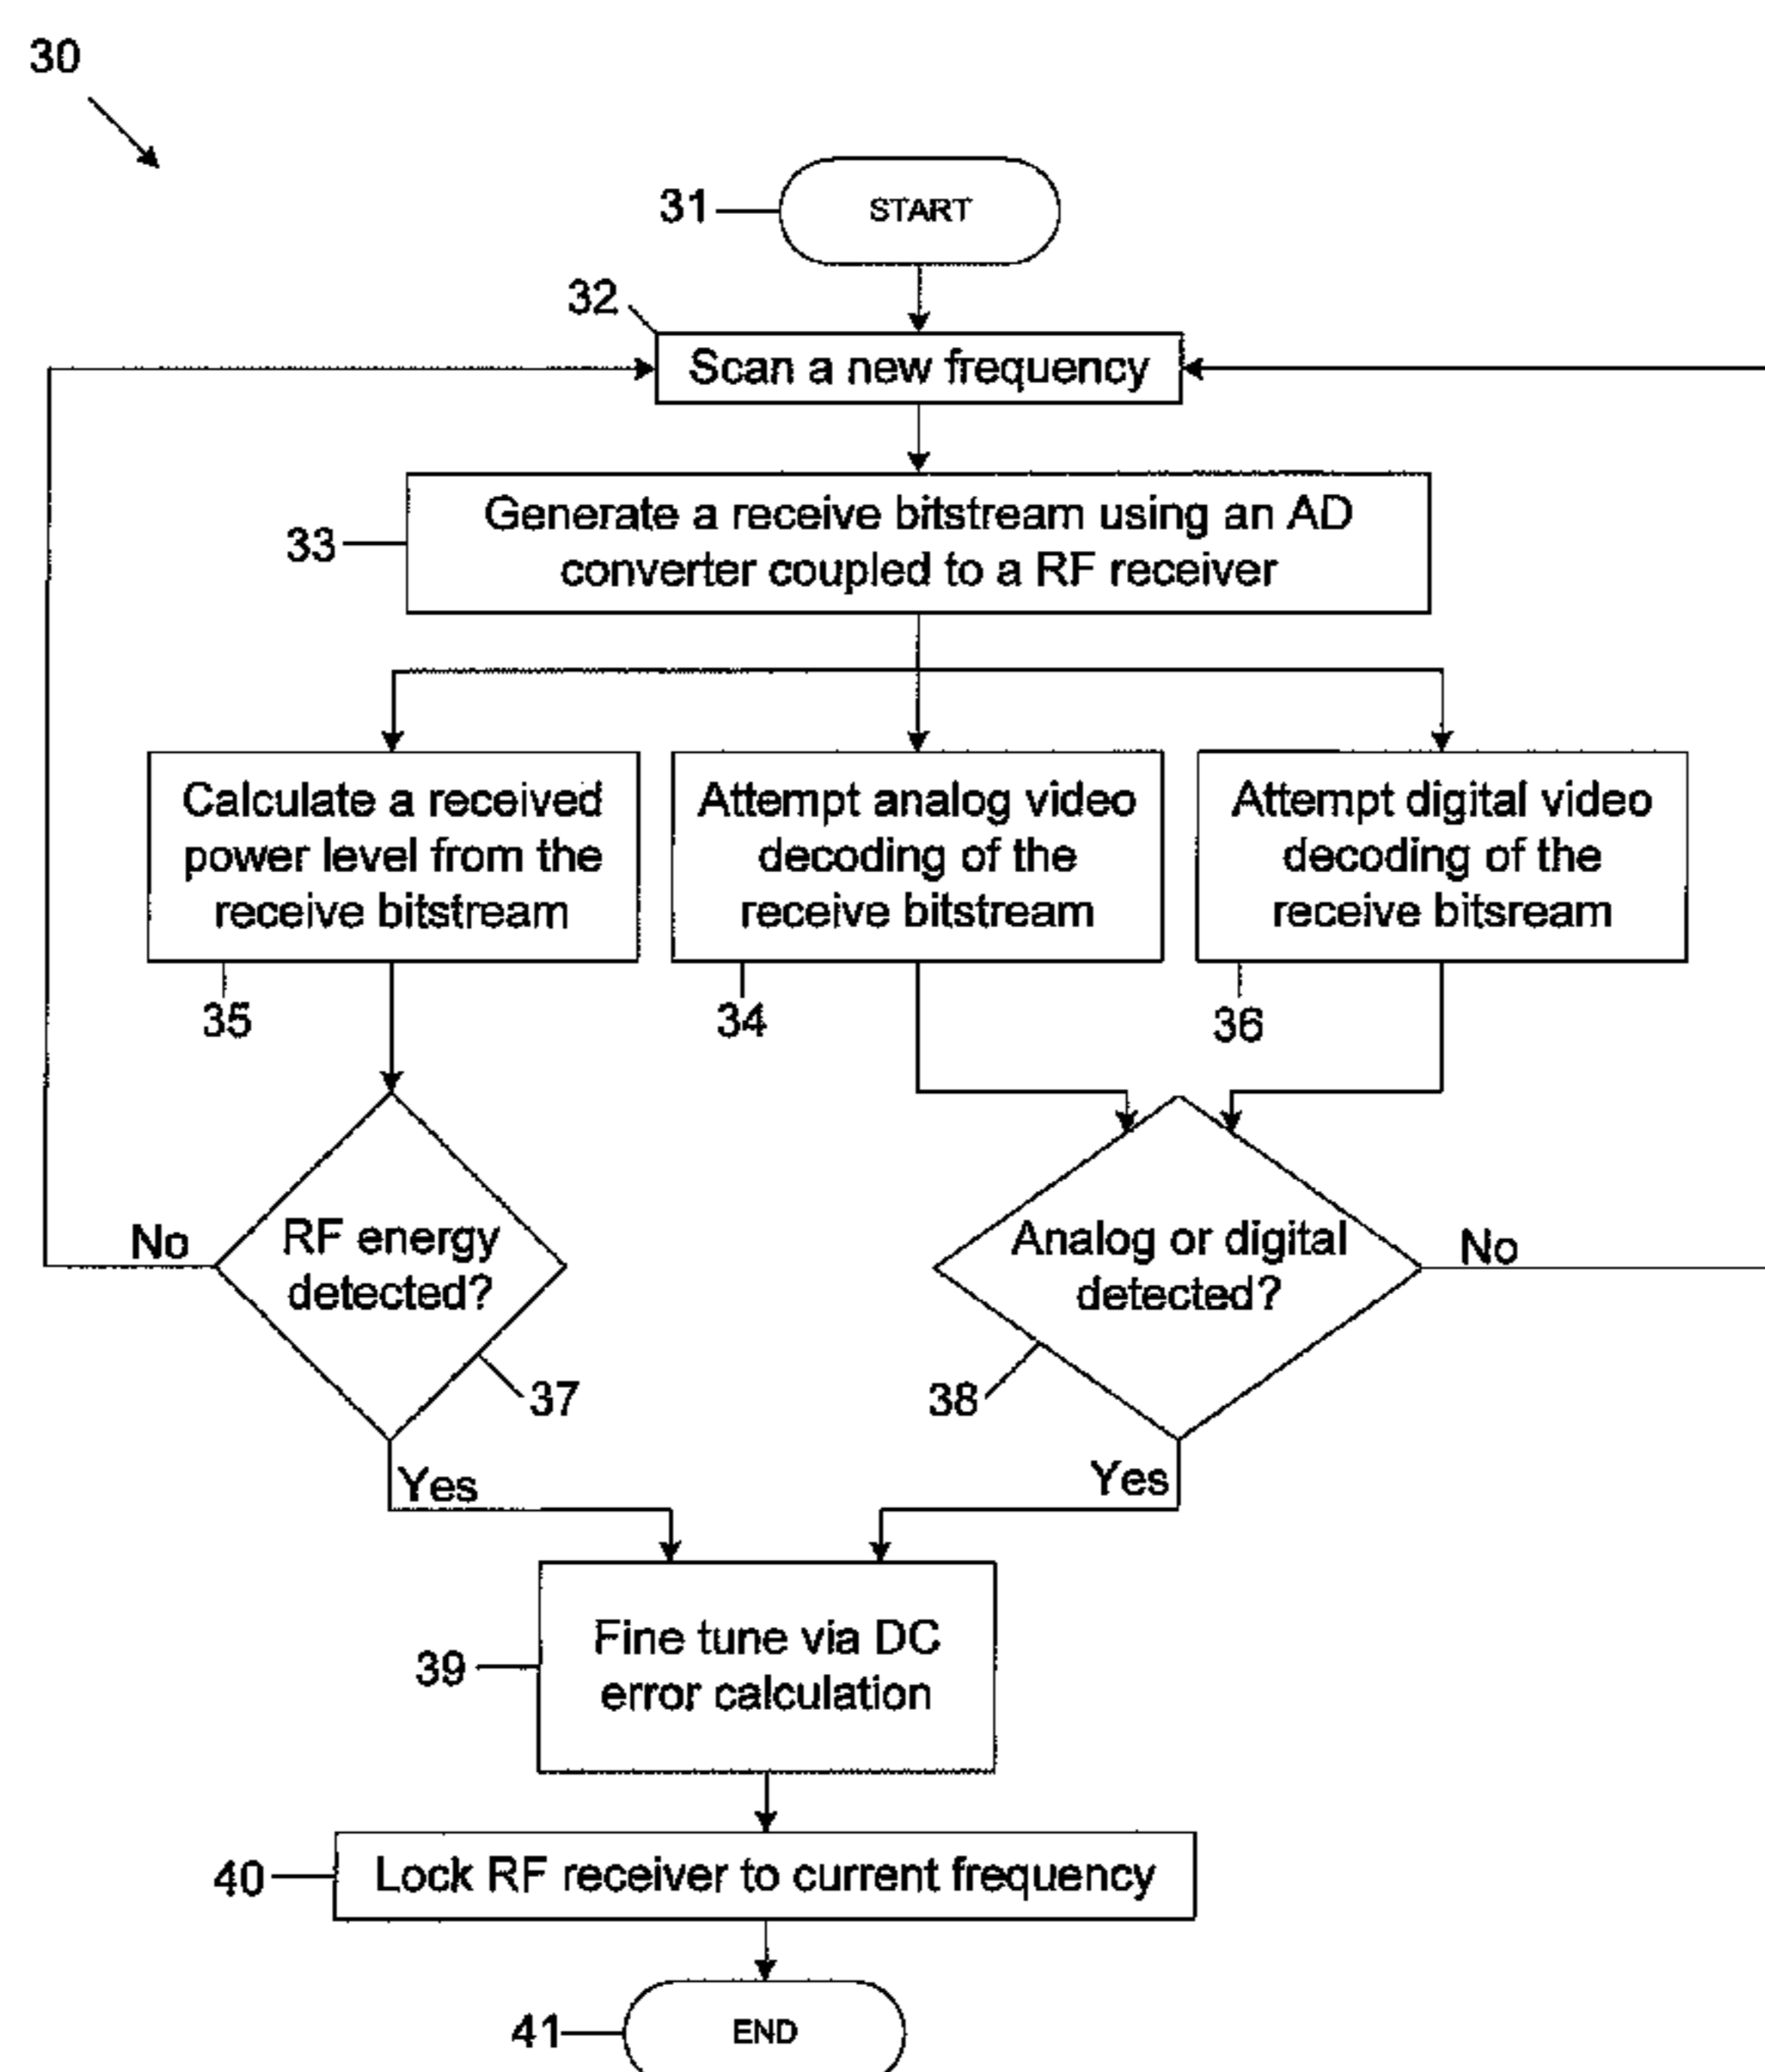 30
31
START
32
Scan a new frequency
33
Generate a receive bitstream using an AD
converter coupled to a RF receiver
Calculate a received
power level from the
receive bitstream
Attempt analog video
decoding of the
receive bitstream
Attempt digital video
decoding of the
receive bitsream
35
34
36
No
RF energy
detected?
Analog or digital
detected?
No
37
38
Yes
Yes
39
Fine tune via DC
error calculation
40
Lock RF receiver to current frequency
41
END